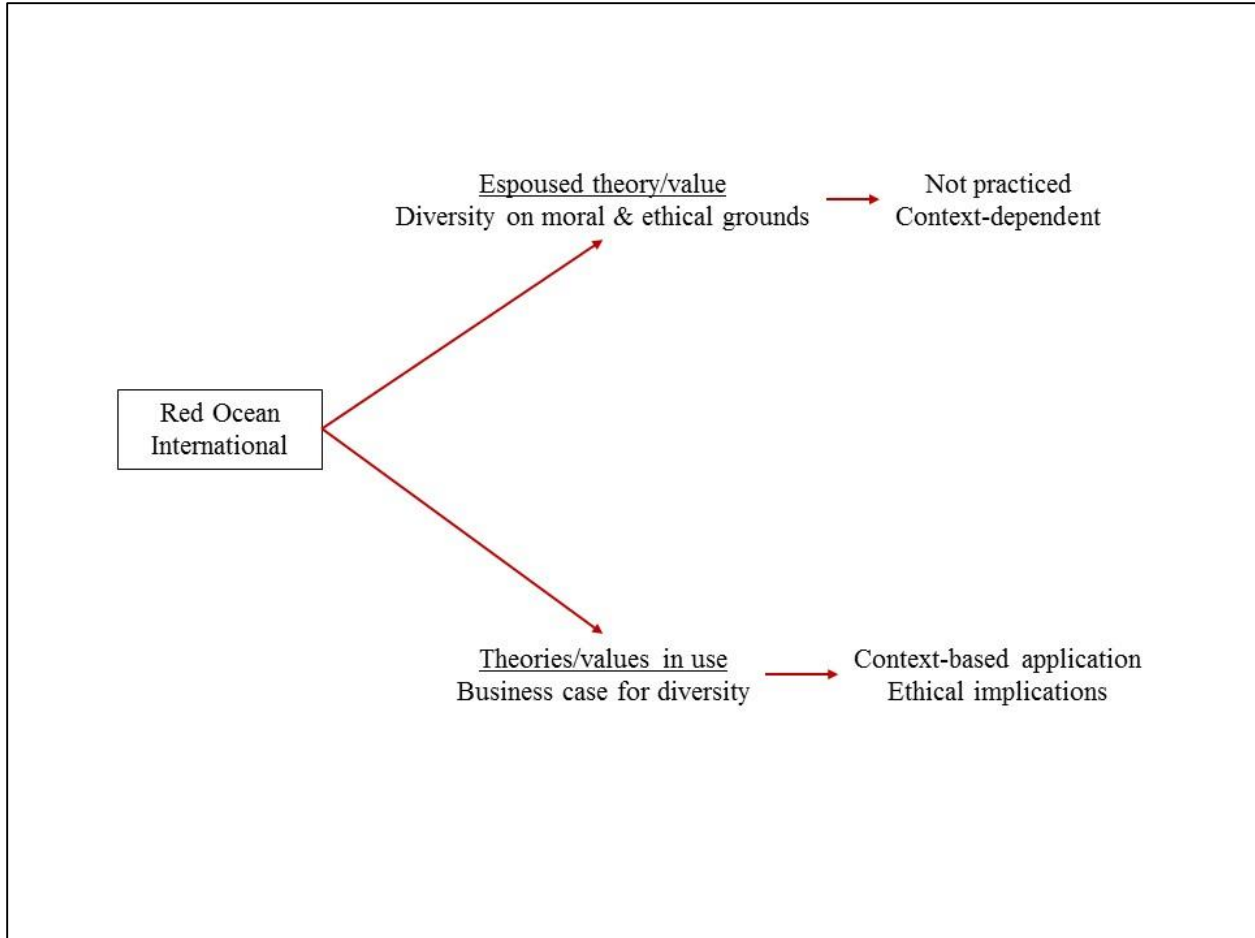 Espoused theory/value
Diversity on moral & ethical grounds
Not practiced
Context-dependent
Red Ocean
International
Theories/values in use
Business case for diversity
Context-based application
Ethical implications